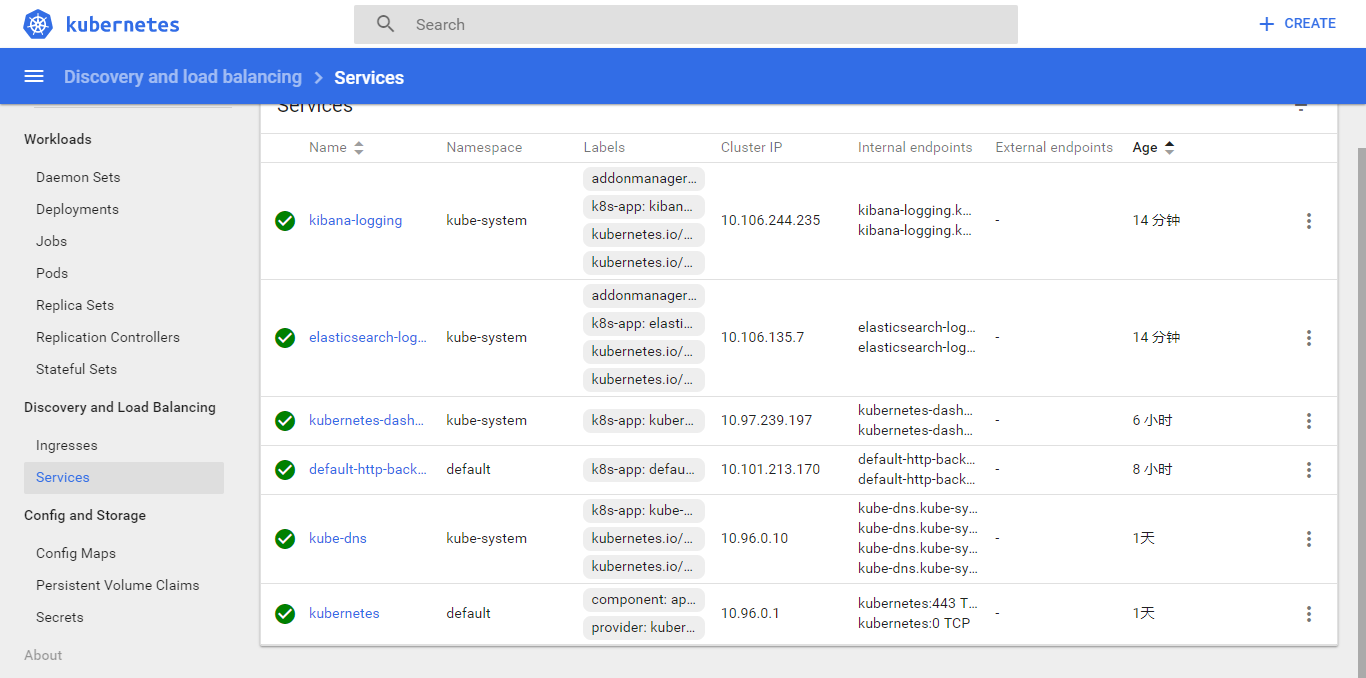 kubernetes
Search
CREATE
Discovery and load balancing
Services
Workloads
Daemon Sets
Deployments
Jobs
Pods
Replica Sets
Replication Controllers
Stateful Sets
Discovery and Load Balancing
Ingresses
Services
Config and Storage
Config Maps
Persistent Volume Claims
Secrets
About
Services
Name Namespace Labels Cluster IP Internal endpoints External endpoints Age
kibana-logging
kube-system
addonmanager...
k8s-app: kiban...
kubernetes.io/...
kubernetes.io/...
10.106.244.235
kibana-logging.k...
kibana-logging.k...
-
14 分钟
elasticsearch-log...
kube-system
addonmanager...
k8s-app: elasti...
kubernetes.io/...
kubernetes.io/...
10.106.135.7
elasticsearch-log...
elasticsearch-log...
-
14 分钟
kubernetes-dash...
kube-system
k8s-app: kuber...
10.97.239.197
kubernetes-dash...
kubernetes-dash...
-
6 小时
default-http-back...
default
k8s-app: defau...
10.101.213.170
default-http-back...
default-http-back...
-
8 小时
kube-dns
kube-system
k8s-app: kube-...
kubernetes.io/...
kubernetes.io/...
10.96.0.10
kube-dns.kube-sy...
kube-dns.kube-sy...
kube-dns.kube-sy...
kube-dns.kube-sy...
-
1天
kubernetes
default
component: ap...
provider: kuber...
10.96.0.1
kubernetes:443 T...
kubernetes:0 TCP
-
1天